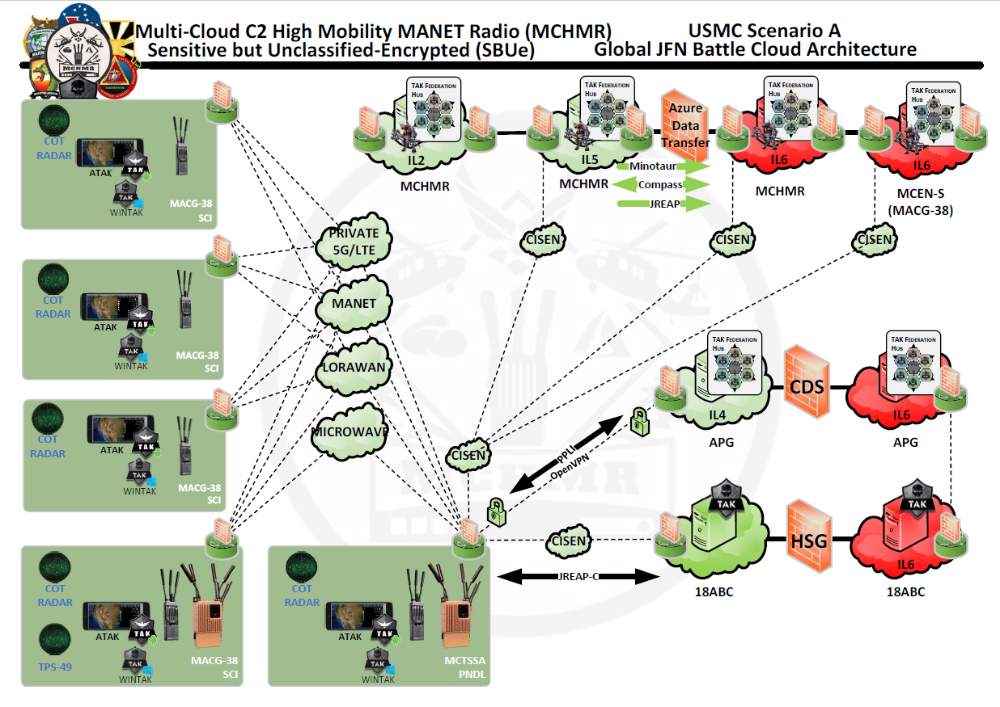 Multi-Cloud C2 High Mobility MANET Radio (MCHMR)
Sensitive but Unclassified-Encrypted (SBUe)
USMC Scenario A
Global JFN Battle Cloud Architecture
MCHMR
COT
RADAR
ATAK
TAK
TAK
WINTAK
MACG-38
SCI
COT
RADAR
ATAK
TAK
TAK
WINTAK
MACG-38
SCI
COT
RADAR
ATAK
TAK
TAK
WINTAK
MACG-38
SCI
COT
RADAR
TPS-49
ATAK
TAK
TAK
WINTAK
MACG-38
SCI
COT
RADAR
ATAK
TAK
TAK
WINTAK
MCTSSA
PNDL
PRIVATE
5G/LTE
MANET
LORAWAN
MICROWAVE
TAK FEDERATION
HUB
IL2
MCHMR
TAK FEDERATION
HUB
IL5
MCHMR
Azure
Data
Transfer
Minotaur
Compass
JREAP
TAK FEDERATION
HUB
IL6
MCHMR
TAK FEDERATION
HUB
IL6
MCEN-S
(MACG-38)
CISEN
CISEN
CISEN
CISEN
PPLI
OpenVPN
TAK FEDERATION
HUB
IL4
APG
CDS
TAK FEDERATION
HUB
IL6
APG
CISEN
JREAP-C
TAK
18ABC
HSG
TAK
IL6
18ABC
MCHMR